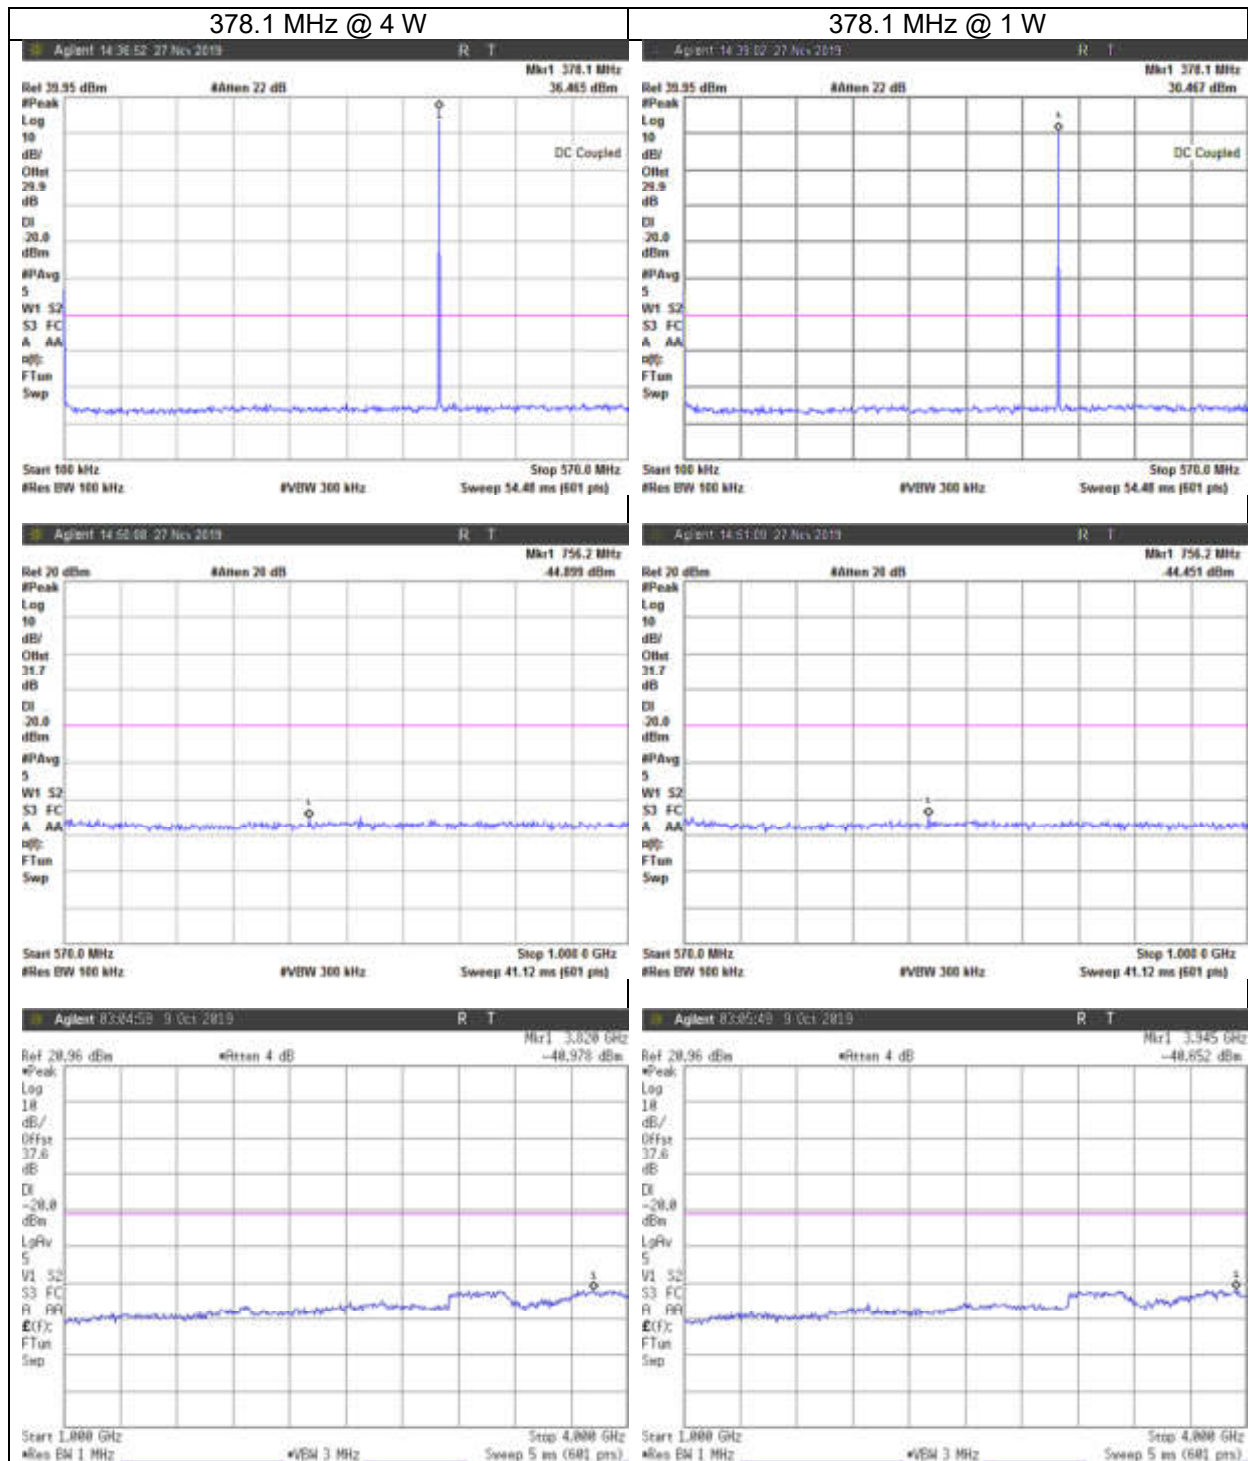 378.1 MHz @ 4 W
378.1 MHz @ 1 W
Agilent 14:36:52 27 Nov 2019 R T
Mkr1 378.1 MHz
Ref 39.95 dBm #Atten 22 dB 36.465 dBm
#Peak
Log
10
dB/
Offst
29.9
dB
DI
-20.0
dBm
#PAvg
5
W1 S2
S3 FC
A AA
FTun
Swp
1
DC Coupled
Start 100 kHz Stop 570.0 MHz
#Res BW 100 kHz #VBW 300 kHz Sweep 54.48 ms (601 pts)
Agilent 14:39:02 27 Nov 2019 R T
Mkr1 378.1 MHz
Ref 39.95 dBm #Atten 22 dB 30.467 dBm
#Peak
Log
10
dB/
Offst
29.9
dB
DI
-20.0
dBm
#PAvg
5
W1 S2
S3 FC
A AA
FTun
Swp
1
DC Coupled
Start 100 kHz Stop 570.0 MHz
#Res BW 100 kHz #VBW 300 kHz Sweep 54.48 ms (601 pts)
Agilent 14:50:08 27 Nov 2019 R T
Mkr1 756.2 MHz
Ref 20 dBm #Atten 20 dB -44.899 dBm
#Peak
Log
10
dB/
Offst
31.7
dB
DI
-20.0
dBm
#PAvg
5
W1 S2
S3 FC
A AA
FTun
Swp
1
Start 570.0 MHz Stop 1.000 0 GHz
#Res BW 100 kHz #VBW 300 kHz Sweep 41.12 ms (601 pts)
Agilent 14:51:09 27 Nov 2019 R T
Mkr1 756.2 MHz
Ref 20 dBm #Atten 20 dB -44.451 dBm
#Peak
Log
10
dB/
Offst
31.7
dB
DI
-20.0
dBm
#PAvg
5
W1 S2
S3 FC
A AA
FTun
Swp
1
Start 570.0 MHz Stop 1.000 0 GHz
#Res BW 100 kHz #VBW 300 kHz Sweep 41.12 ms (601 pts)
Agilent 03:04:59 9 Oct 2019 R T
Mkr1 3.820 GHz
Ref 20.96 dBm #Atten 4 dB -40.978 dBm
#Peak
Log
10
dB/
Offst
37.6
dB
DI
-20.0
dBm
LgAv
5
V1 S2
S3 FC
A AA
£(f):
FTun
Swp
1
Start 1.000 GHz Stop 4.000 GHz
#Res BW 1 MHz #VBW 3 MHz Sweep 5 ms (601 pts)
Agilent 03:05:49 9 Oct 2019 R T
Mkr1 3.945 GHz
Ref 20.96 dBm #Atten 4 dB -40.652 dBm
#Peak
Log
10
dB/
Offst
37.6
dB
DI
-20.0
dBm
LgAv
5
V1 S2
S3 FC
A AA
£(f):
FTun
Swp
1
Start 1.000 GHz Stop 4.000 GHz
#Res BW 1 MHz #VBW 3 MHz Sweep 5 ms (601 pts)